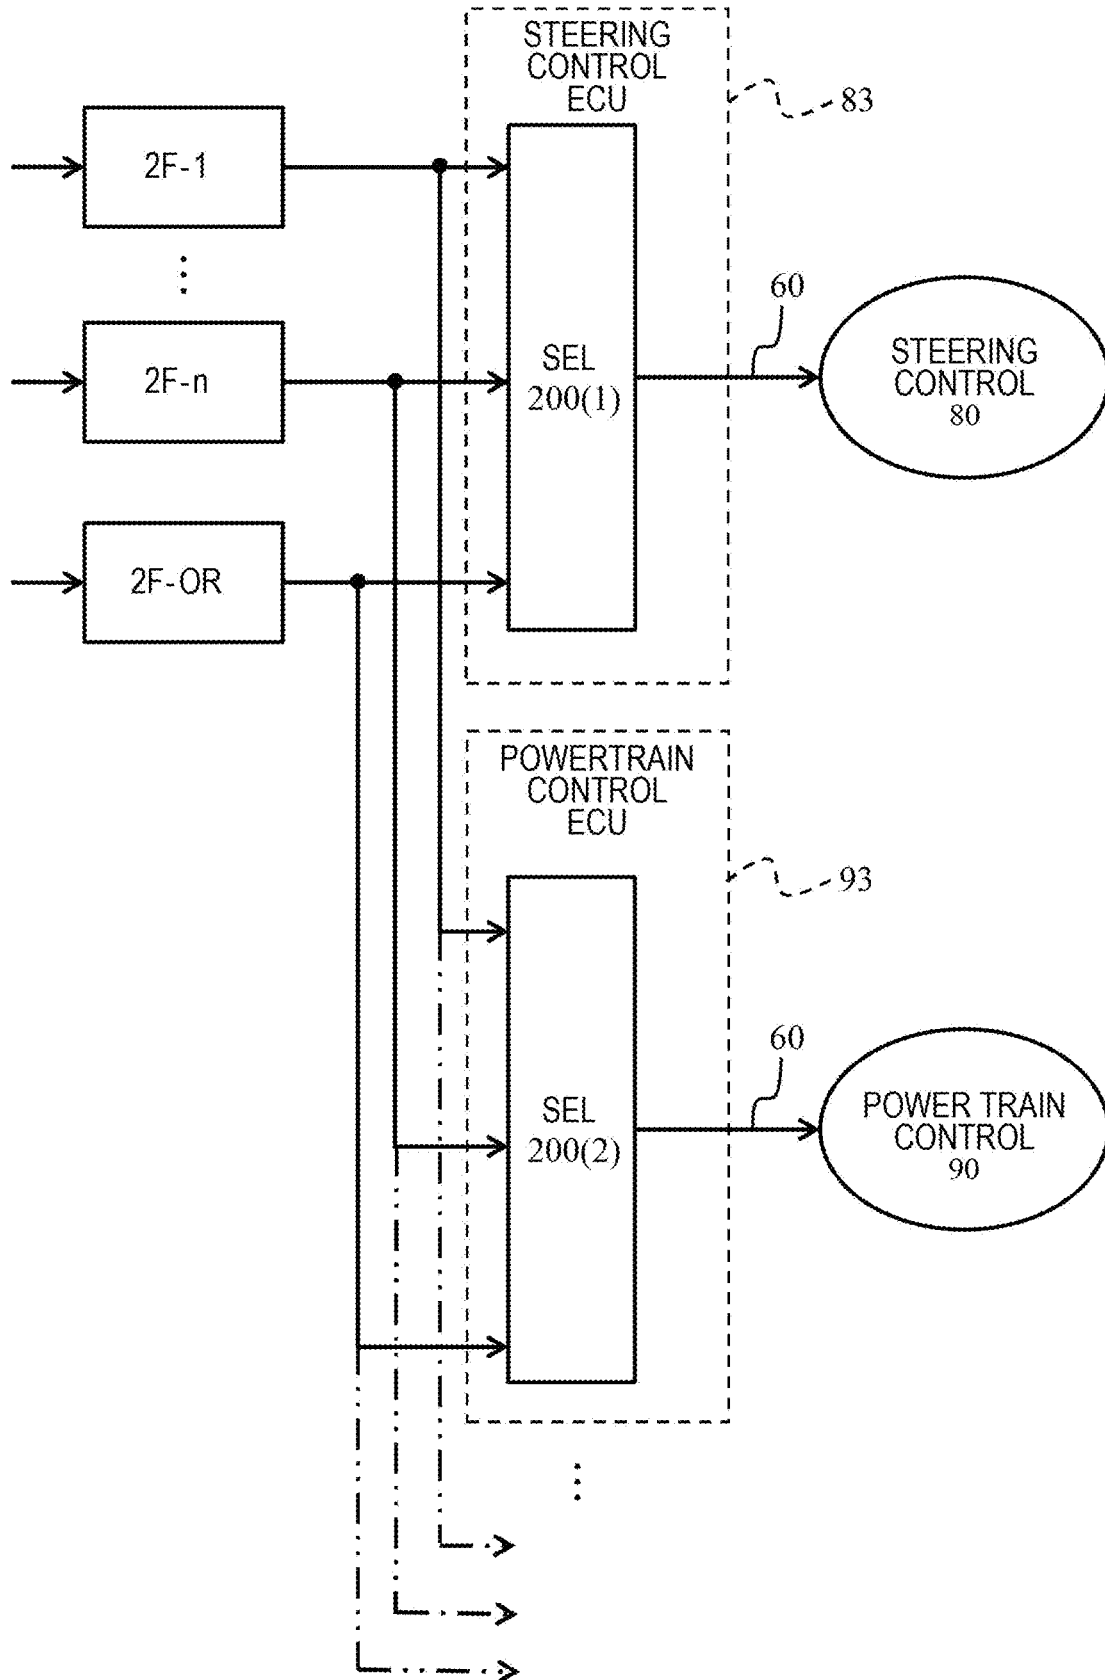 STEERING
CONTROL
ECU
83
2F-1
60
2F-n
SEL
200(1)
STEERING
CONTROL
80
2F-OR
POWERTRAIN
CONTROL
ECU
93
60
SEL
200(2)
POWER TRAIN
CONTROL
90